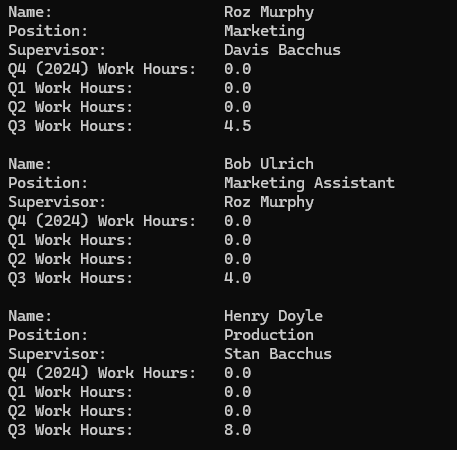 Name: Roz Murphy
Position: Marketing
Supervisor: Davis Bacchus
Q4 (2024) Work Hours: 0.0
Q1 Work Hours: 0.0
Q2 Work Hours: 0.0
Q3 Work Hours: 4.5
Name: Bob Ulrich
Position: Marketing Assistant
Supervisor: Roz Murphy
Q4 (2024) Work Hours: 0.0
Q1 Work Hours: 0.0
Q2 Work Hours: 0.0
Q3 Work Hours: 4.0
Name: Henry Doyle
Position: Production
Supervisor: Stan Bacchus
Q4 (2024) Work Hours: 0.0
Q1 Work Hours: 0.0
Q2 Work Hours: 0.0
Q3 Work Hours: 8.0